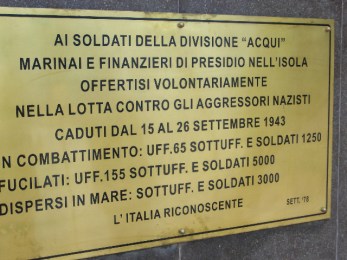 AI SOLDATI DELLA DIVISIONE "ACQUI"
MARINAI E FINANZIERI DI PRESIDIO NELL'ISOLA
OFFERTISI VOLONTARIAMENTE
NELLA LOTTA CONTRO GLI AGGRESSORI NAZISTI
CADUTI DAL 15 AL 26 SETTEMBRE 1943
IN COMBATTIMENTO: UFF.65 SOTTUFF. E SOLDATI 1250
FUCILATI: UFF.155 SOTTUFF. E SOLDATI 5000
DISPERSI IN MARE: SOTTUFF. E SOLDATI 3000
L'ITALIA RICONOSCENTE
SETT. '78